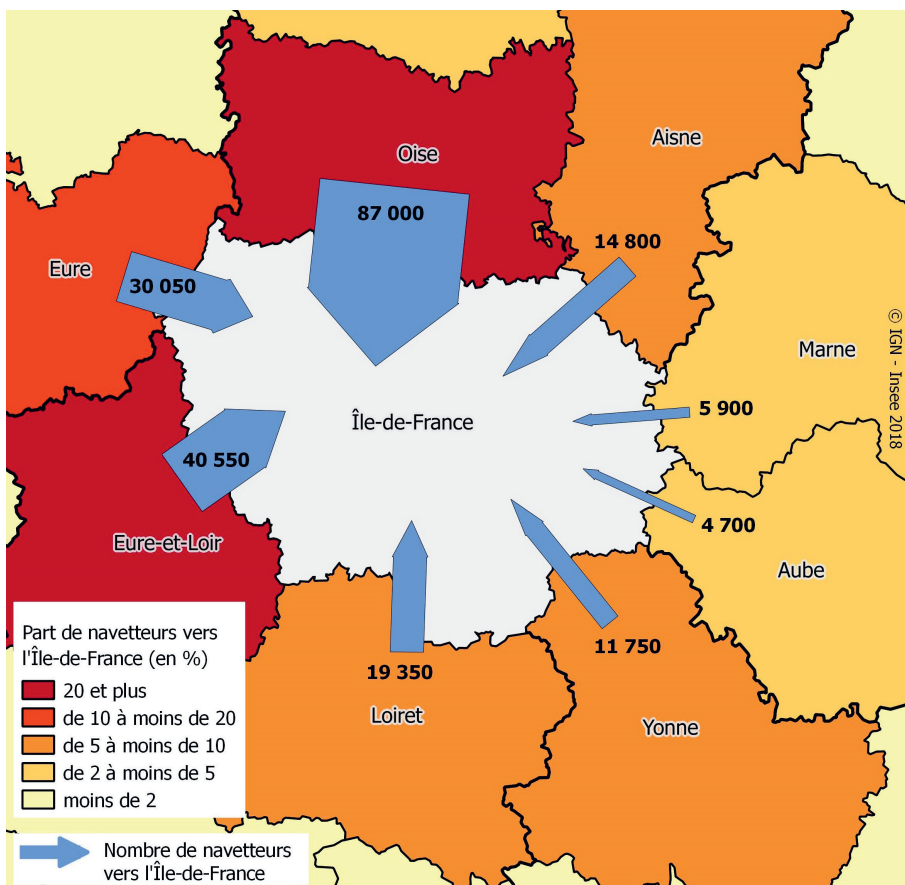 Oise
Aisne
87 000
14 800
Eure
30 050
Marne
© IGN - Insee 2018
5 900
Île-de-France
40 550
4 700
Eure-et-Loir
Aube
11 750
19 350
Loiret
Yonne
Part de navetteurs vers
l'Île-de-France (en %)
20 et plus
de 10 à moins de 20
de 5 à moins de 10
de 2 à moins de 5
moins de 2
Nombre de navetteurs
vers l'Île-de-France